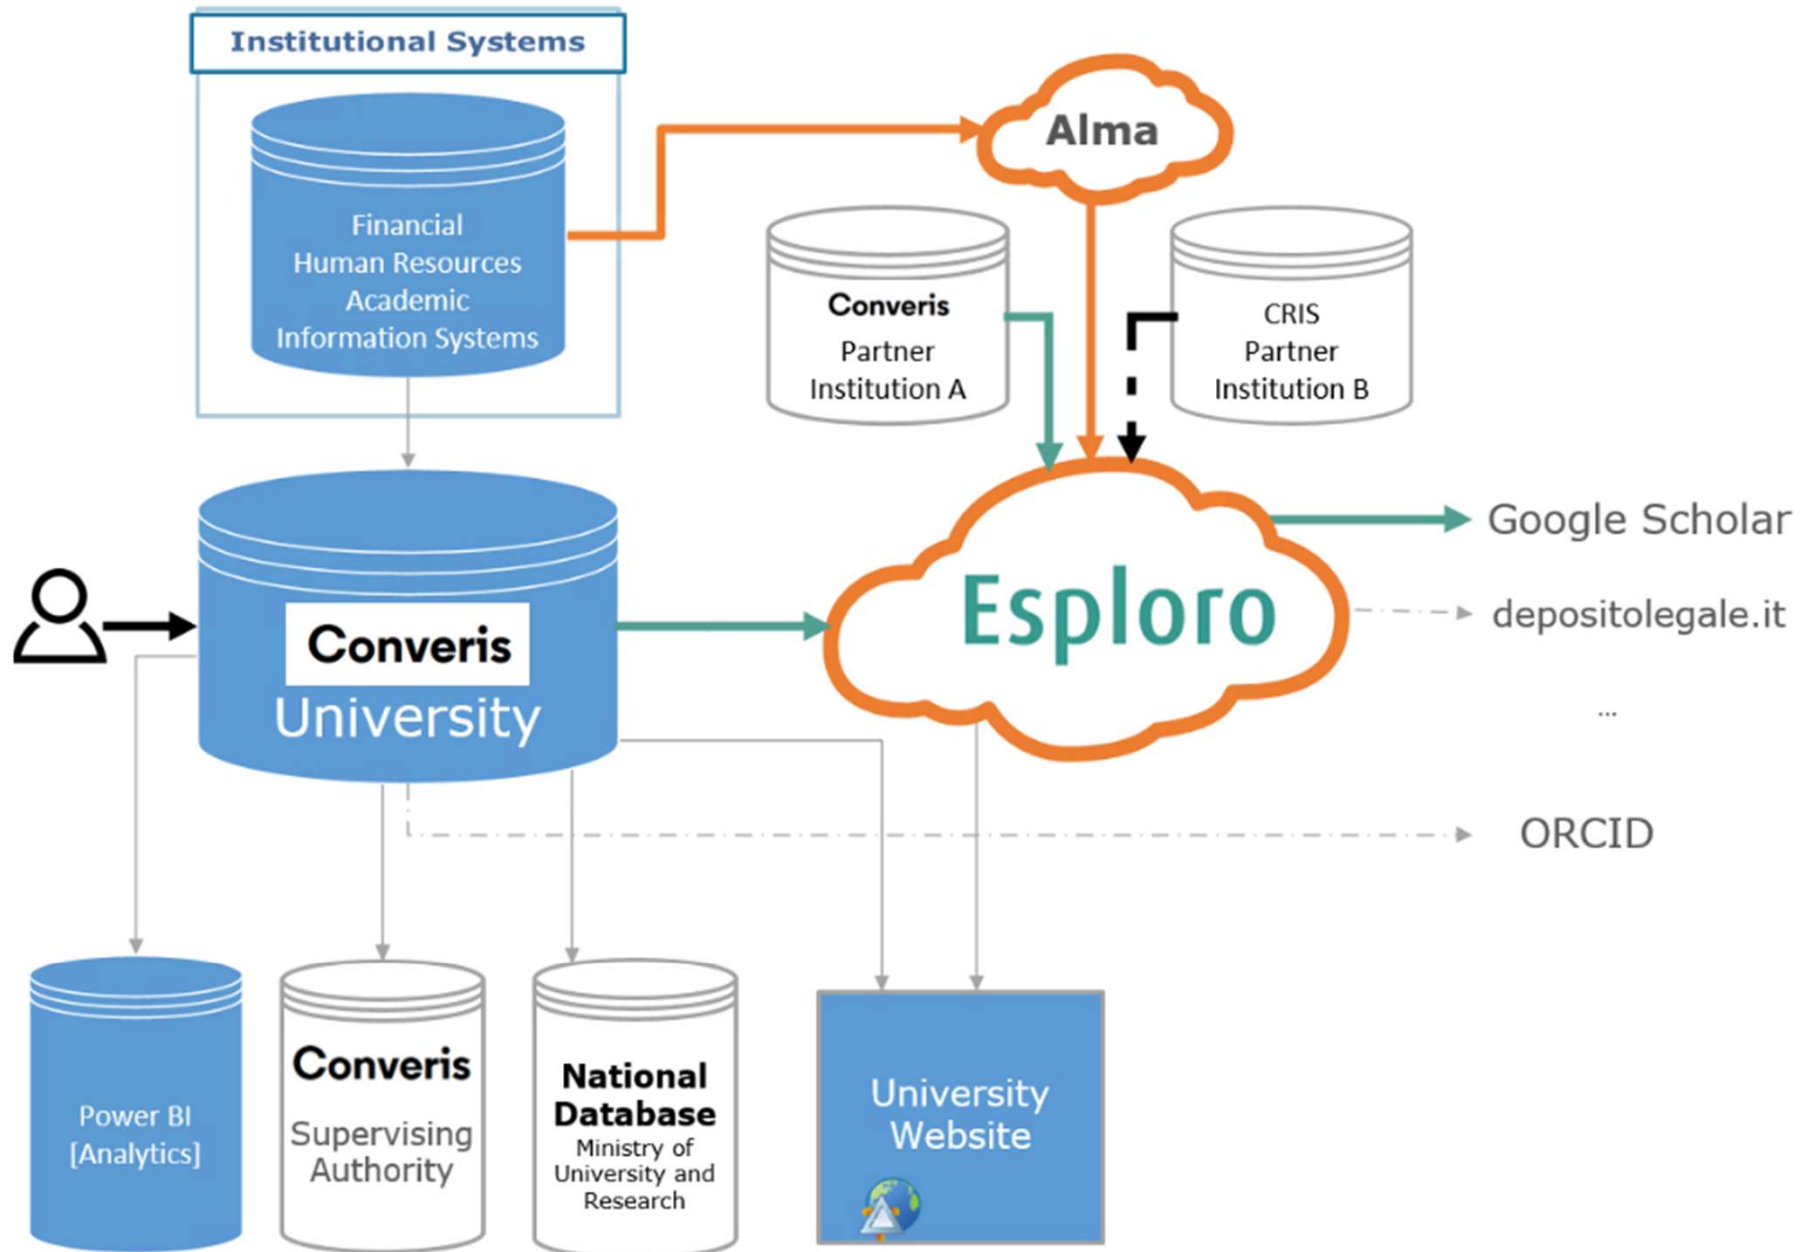 Institutional Systems
Financial
Human Resources
Academic
Information Systems
Alma
Converis
Partner
Institution A
CRIS
Partner
Institution B
Converis
University
Esploro
Google Scholar
depositolegale.it
...
ORCID
Power BI
[Analytics]
Converis
Supervising
Authority
National
Database
Ministry of
University and
Research
University
Website